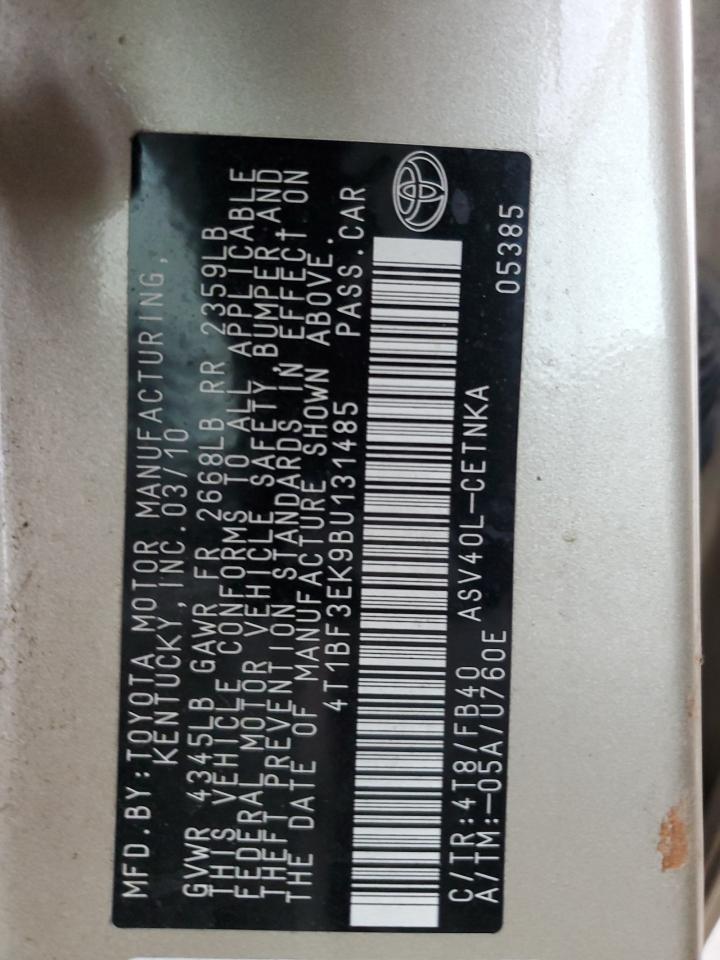 MFD.BY:TOYOTA MOTOR MANUFACTURING,
KENTUCKY, INC.03/10
GVWR 4345LB GAWR FR 2668LB RR 2359LB
THIS VEHICLE CONFORMS TO ALL APPLICABLE
FEDERAL MOTOR VEHICLE SAFETY, BUMPER AND
THEFT PREVENTION STANDARDS IN EFFECT ON
THE DATE OF MANUFACTURE SHOWN ABOVE.
4T1BF3EK9BU131485 PASS.CAR
C/TR:4T8/FB40 ASV40L-CETNKA 05385
A/TM:-05A/U760E